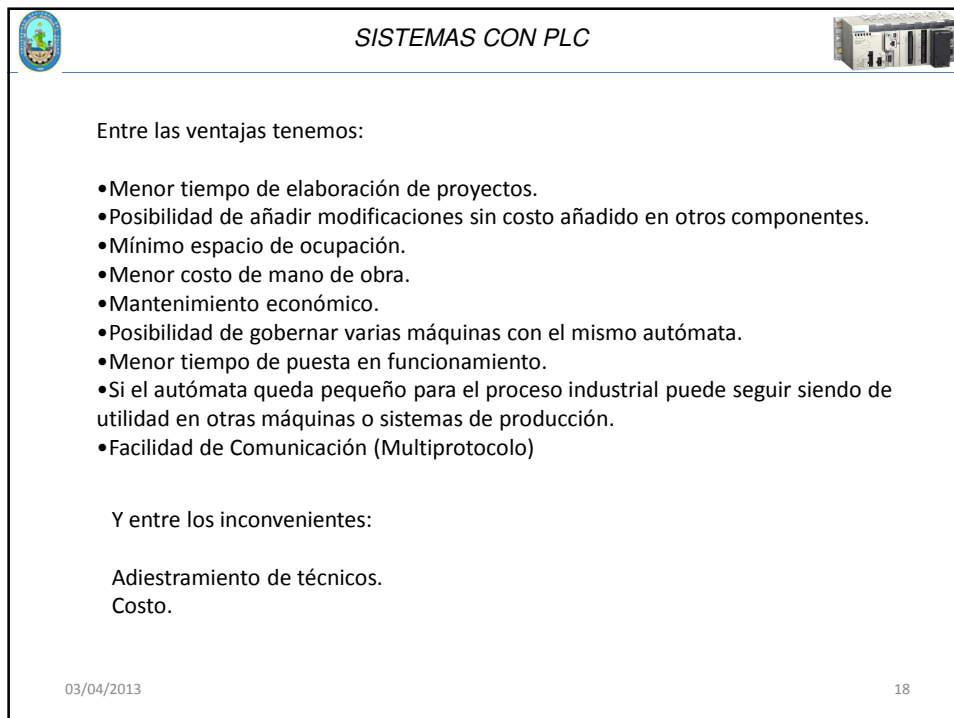 SISTEMAS CON PLC
Entre las ventajas tenemos:
•Menor tiempo de elaboración de proyectos.
•Posibilidad de añadir modificaciones sin costo añadido en otros componentes.
•Mínimo espacio de ocupación.
•Menor costo de mano de obra.
•Mantenimiento económico.
•Posibilidad de gobernar varias máquinas con el mismo autómata.
•Menor tiempo de puesta en funcionamiento.
•Si el autómata queda pequeño para el proceso industrial puede seguir siendo de
utilidad en otras máquinas o sistemas de producción.
•Facilidad de Comunicación (Multiprotocolo)
Y entre los inconvenientes:
Adiestramiento de técnicos.
Costo.
03/04/2013
18